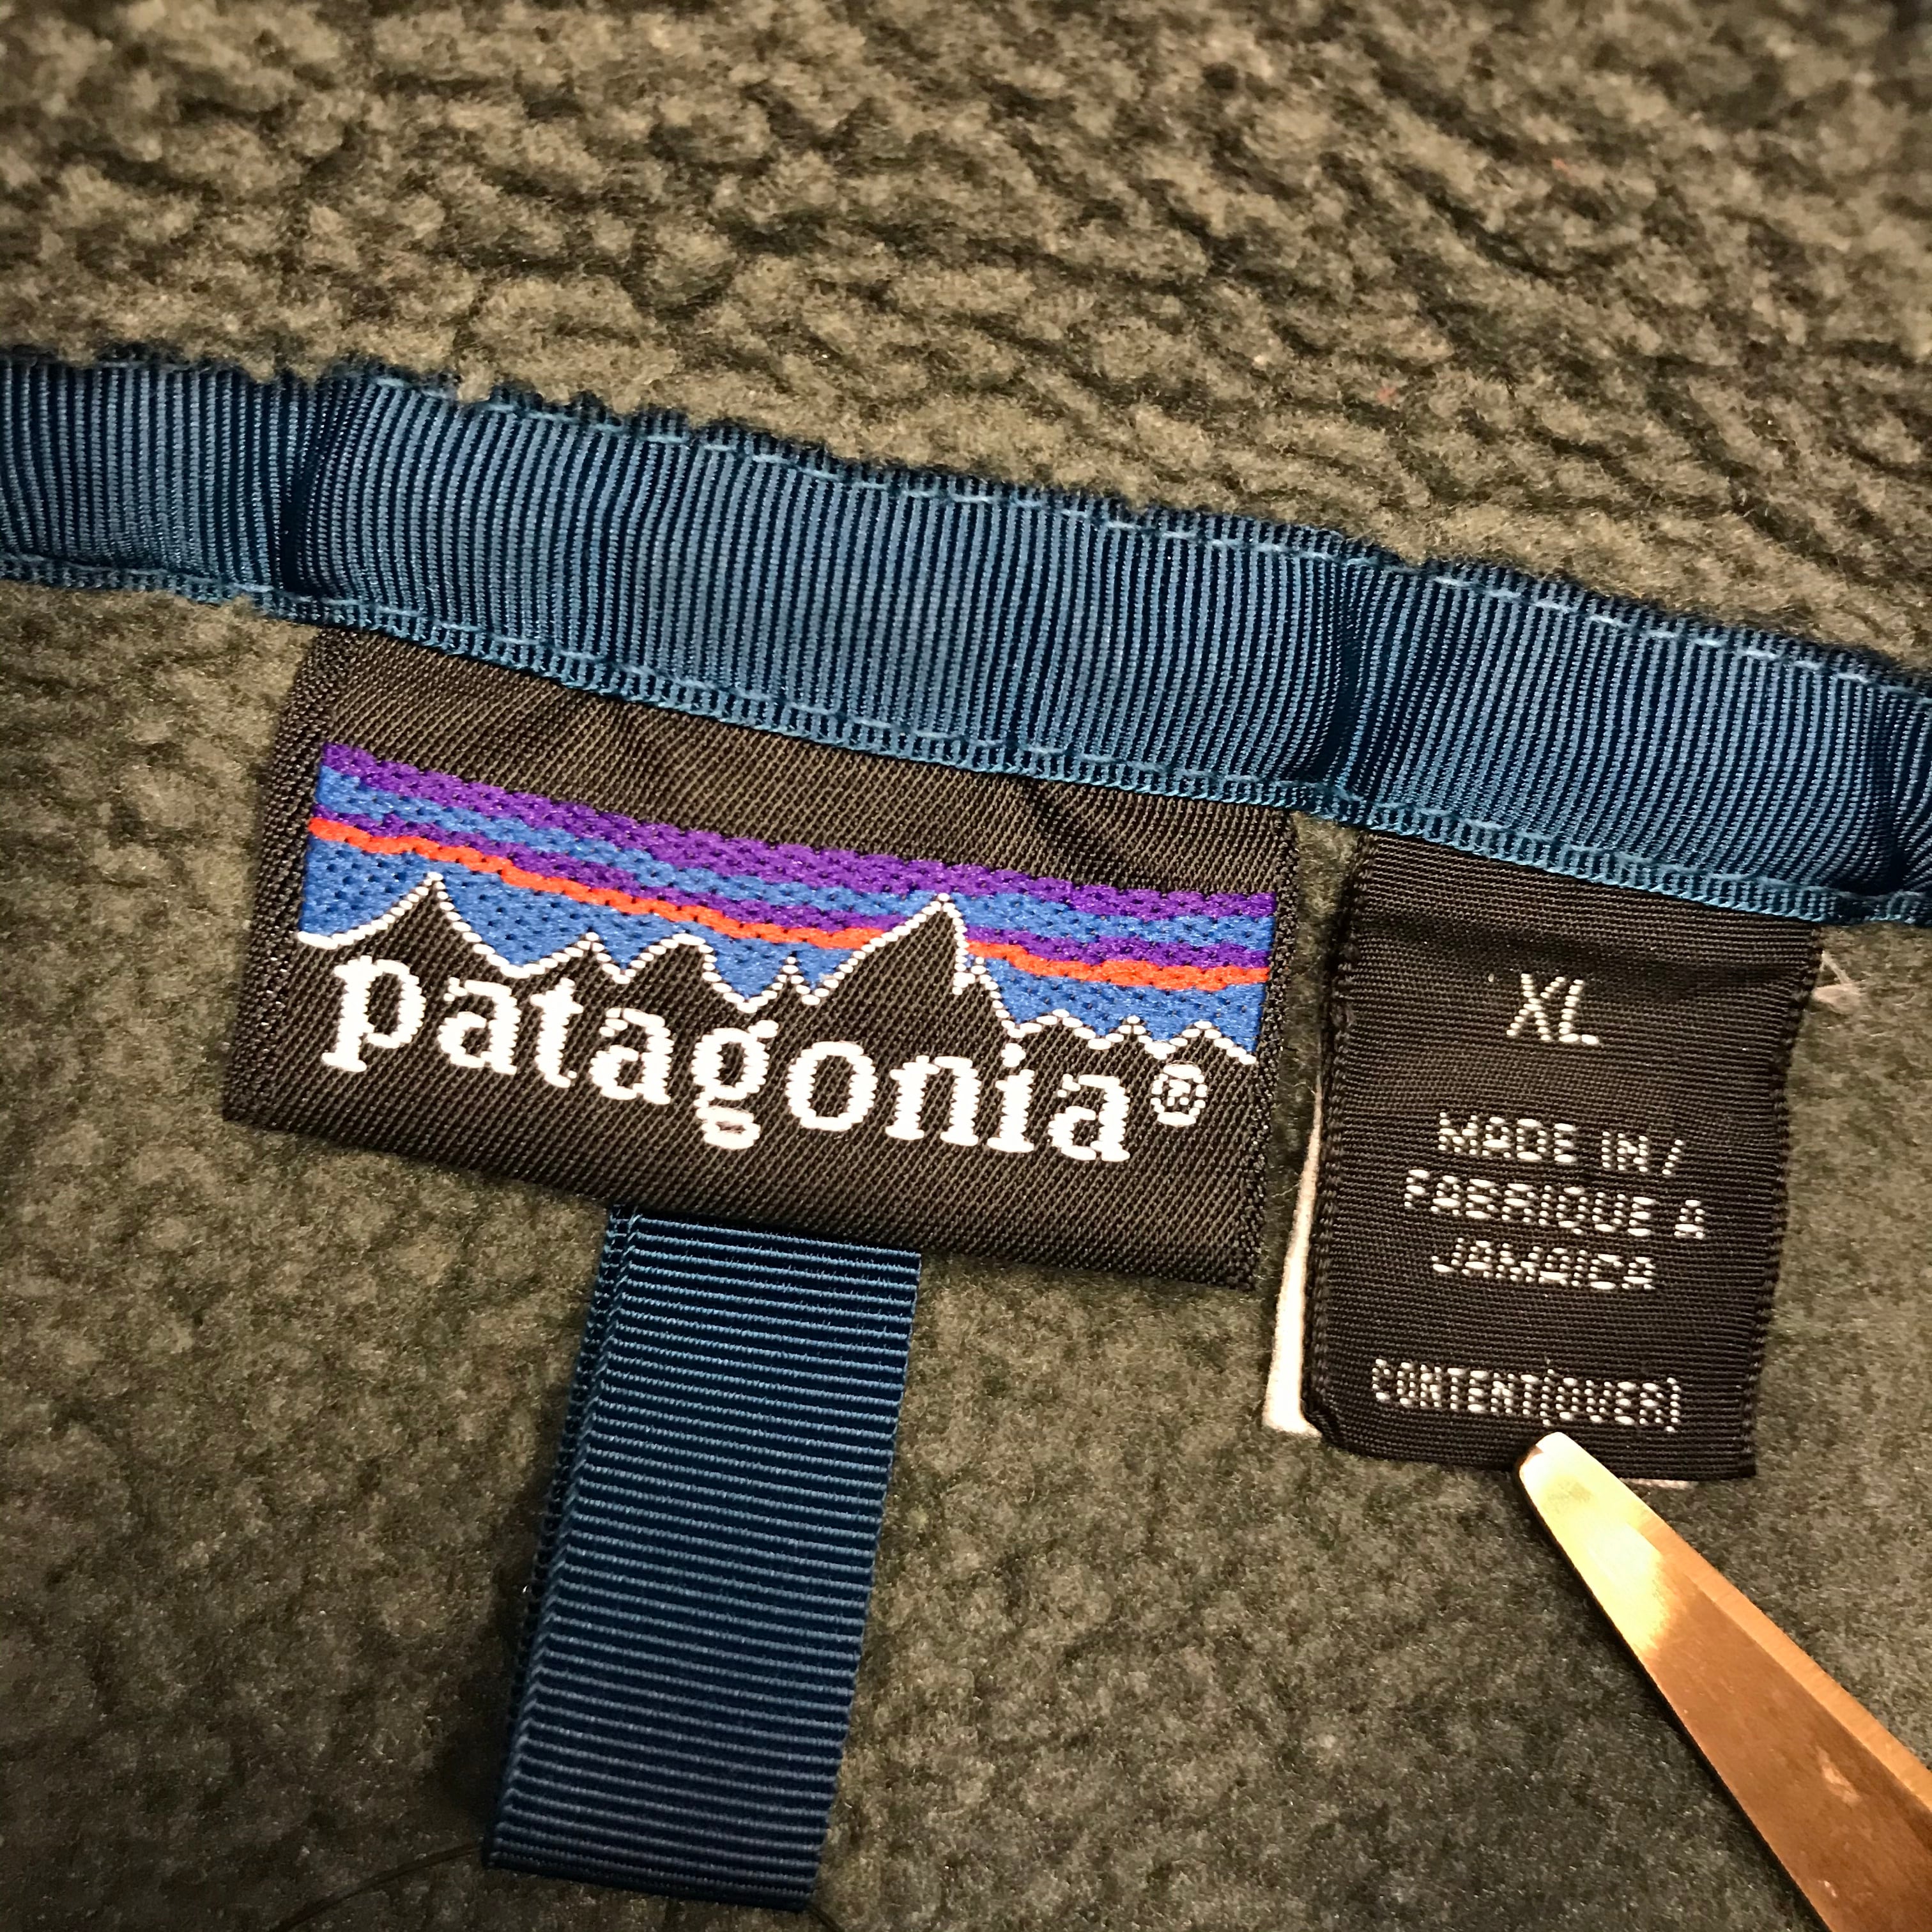 patagonia®
XL
MADE IN /
FABRIQUE A
JAMAICA
CONTENT(OVER)